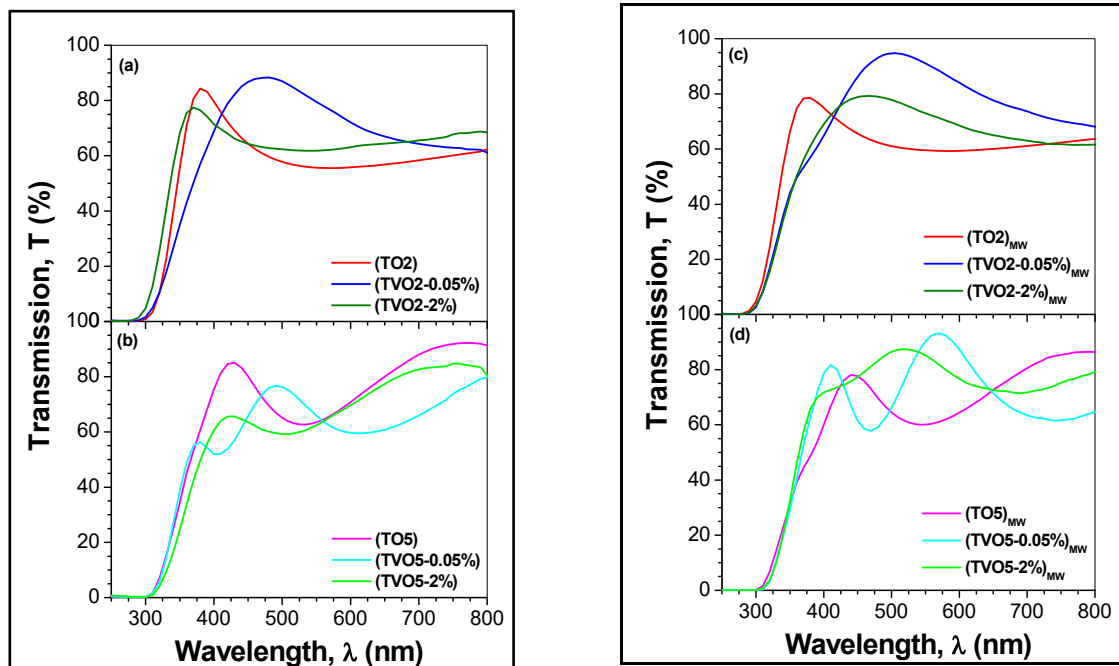 Transmission, T (%)
100
80
60
40
20
100
80
60
40
20
0
(a)
(TO2)
(TVO2-0.05%)
(TVO2-2%)
(b)
(TO5)
(TVO5-0.05%)
(TVO5-2%)
300 400 500 600 700 800
Wavelength, λ (nm)
Transmission, T (%)
100
80
60
40
20
100
80
60
40
20
0
(c)
(TO2)MW
(TVO2-0.05%)MW
(TVO2-2%)MW
(d)
(TO5)MW
(TVO5-0.05%)MW
(TVO5-2%)MW
300 400 500 600 700 800
Wavelength, λ (nm)